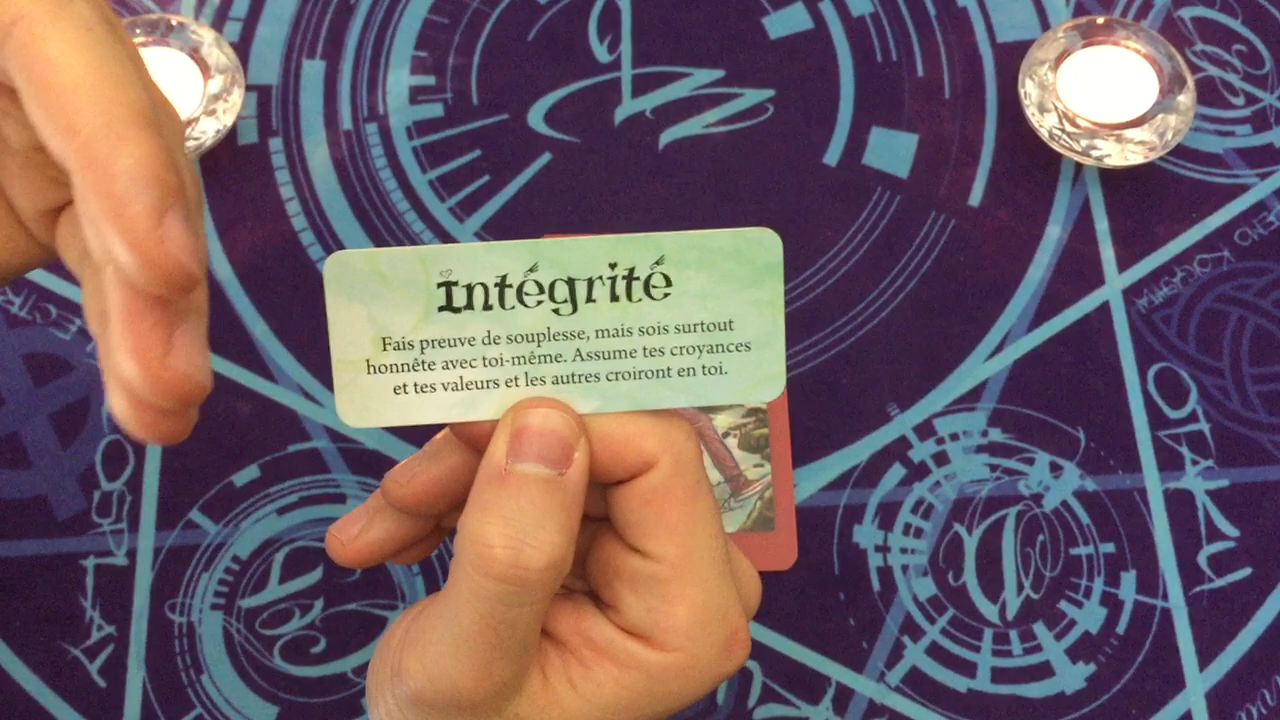 intégrité
Fais preuve de souplesse, mais sois surtout
honnête avec toi-même. Assume tes croyances
et tes valeurs et les autres croiront en toi.
OTAKU